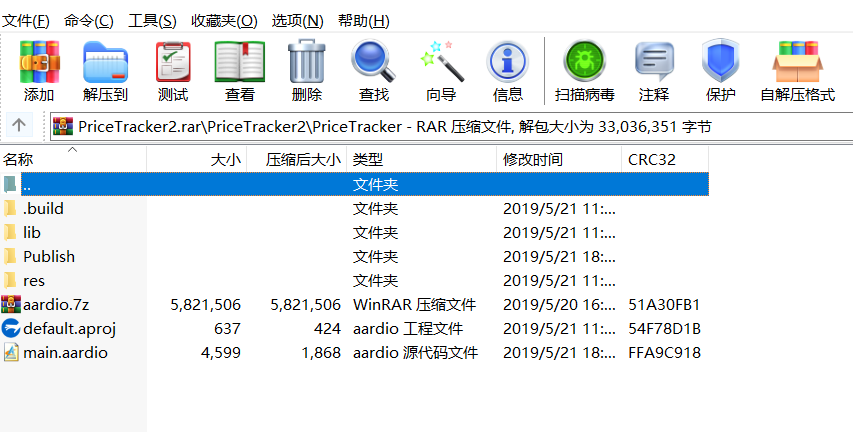 文件(F) 命令(C) 工具(S) 收藏夹(O) 选项(N) 帮助(H)
添加 解压到 测试 查看 删除 查找 向导 信息 扫描病毒 注释 保护 自解压格式
PriceTracker2.rar\PriceTracker2\PriceTracker - RAR 压缩文件, 解包大小为 33,036,351 字节
名称 大小 压缩后大小 类型 修改时间 CRC32
.. 文件夹
.build 文件夹 2019/5/21 11:...
lib 文件夹 2019/5/21 11:...
Publish 文件夹 2019/5/21 18:...
res 文件夹 2019/5/21 11:...
aardio.7z 5,821,506 5,821,506 WinRAR 压缩文件 2019/5/20 16:... 51A30FB1
default.aproj 637 424 aardio 工程文件 2019/5/21 11:... 54F78D1B
main.aardio 4,599 1,868 aardio 源代码文件 2019/5/21 18:... FFA9C918